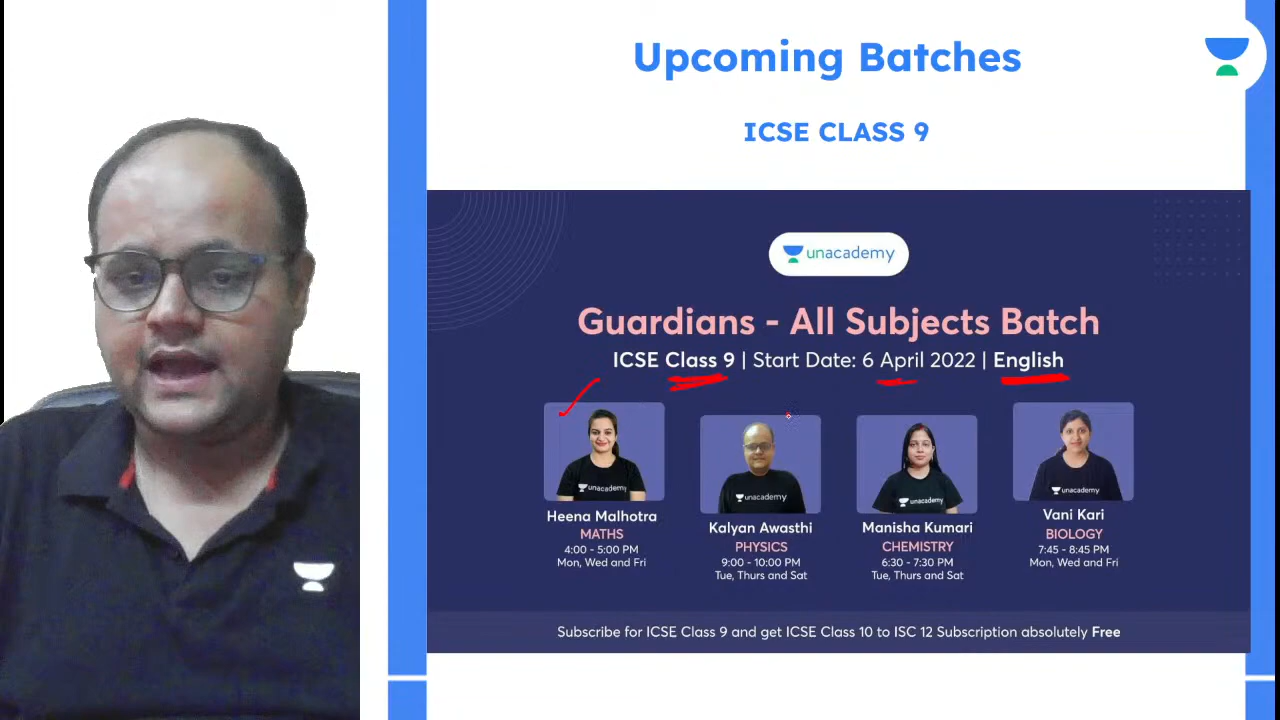 Upcoming Batches
ICSE CLASS 9
unacademy
Guardians - All Subjects Batch
ICSE Class 9 | Start Date: 6 April 2022 | English
unacademy
Heena Malhotra
MATHS
4:00 - 5:00 PM
Mon, Wed and Fri
unacademy
Kalyan Awasthi
PHYSICS
9:00 - 10:00 PM
Tue, Thurs and Sat
unacademy
Manisha Kumari
CHEMISTRY
6:30 - 7:30 PM
Tue, Thurs and Sat
unacademy
Vani Kari
BIOLOGY
7:45 - 8:45 PM
Mon, Wed and Fri
Subscribe for ICSE Class 9 and get ICSE Class 10 to ISC 12 Subscription absolutely Free